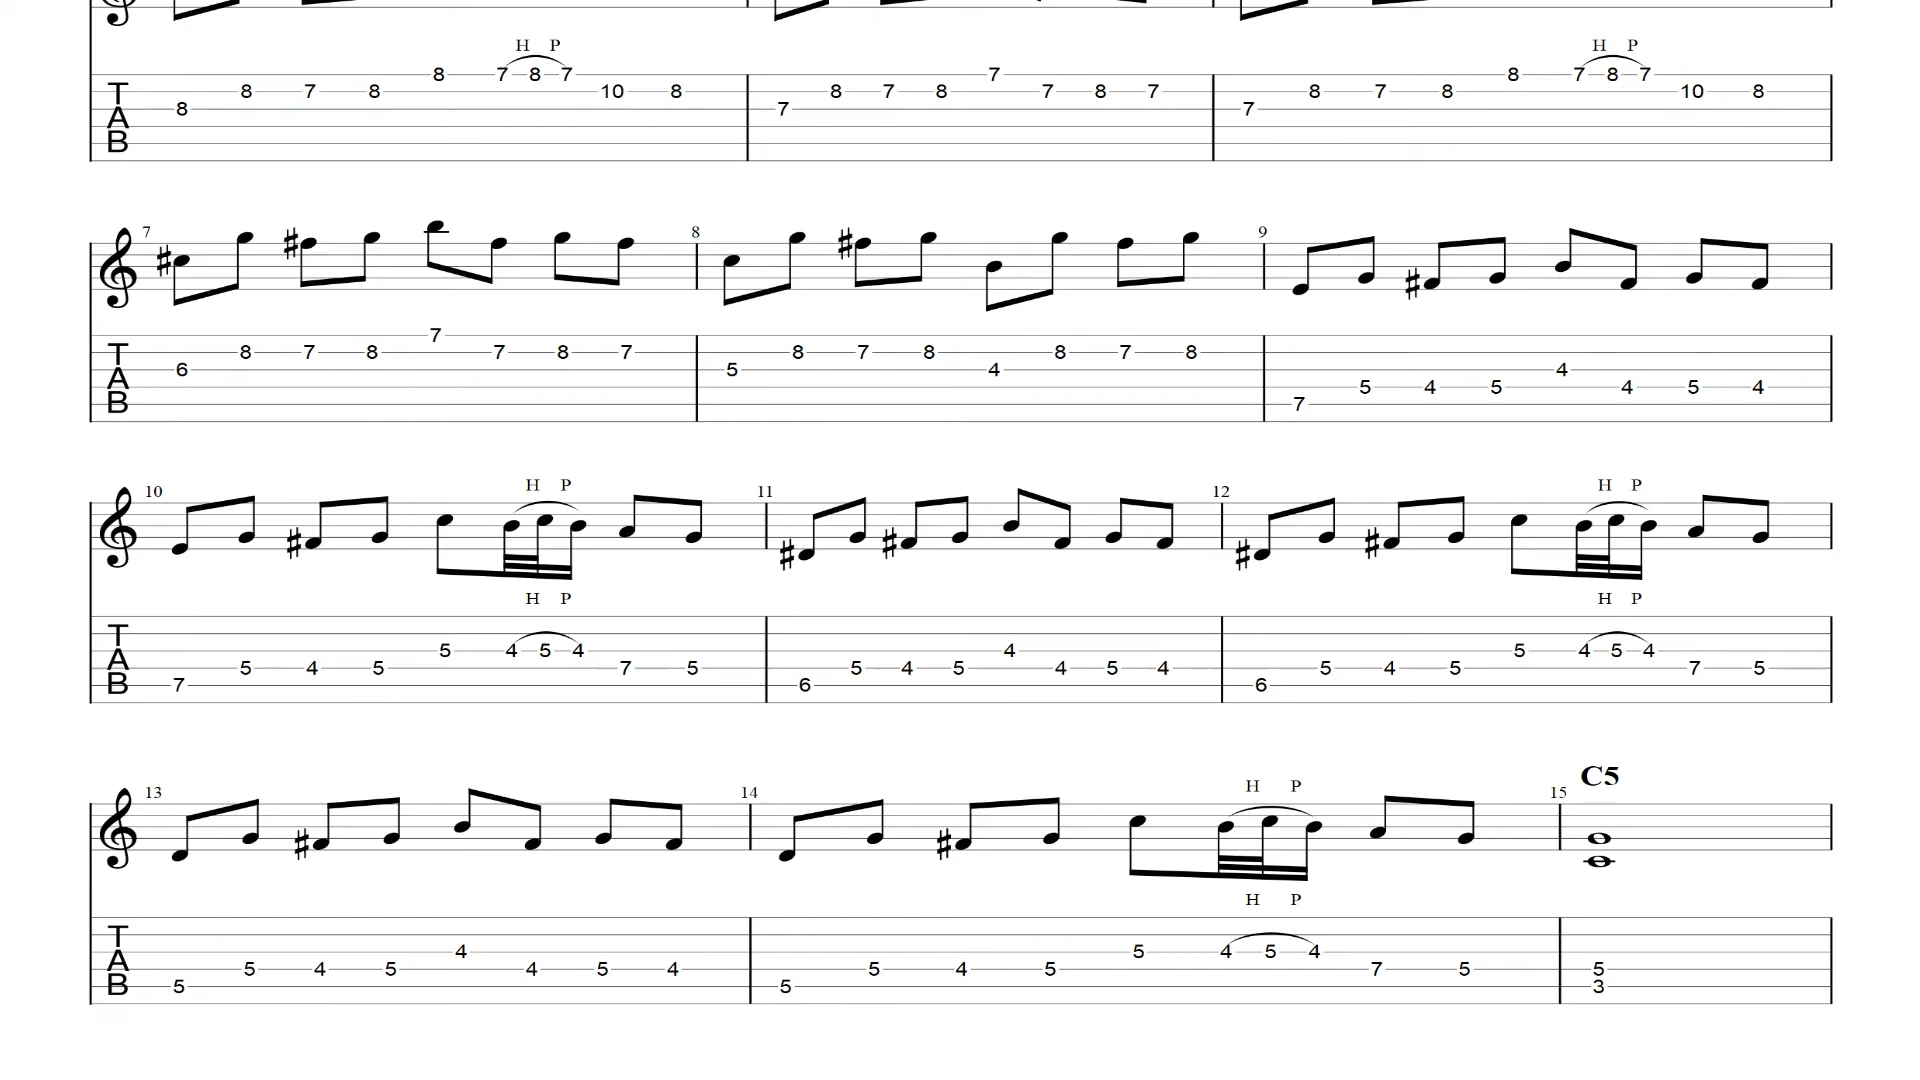 H P
8 7 8 7
8 7 8 10 8
8
7
8 7 8 7 8 7
7
8 7 8 7
8 7 8 10 8
7
T
A
B
7 8 9
7
8 7 8 7 8 7
6
8 7 8 8 7 8
5 4
4
5 4 5 4 5 4
7
T
A
B
10 H P 11 12 H P
H P H P
5 4 5 4
5 4 5 7 5
7
4
5 4 5 4 5 4
6
5 4 5 4
5 4 5 7 5
6
T
A
B
C5
13 14 H P 15
H P
4
5 4 5 4 5 4
5
5 4 5 4
5 4 5 7 5
5
5
3
T
A
B